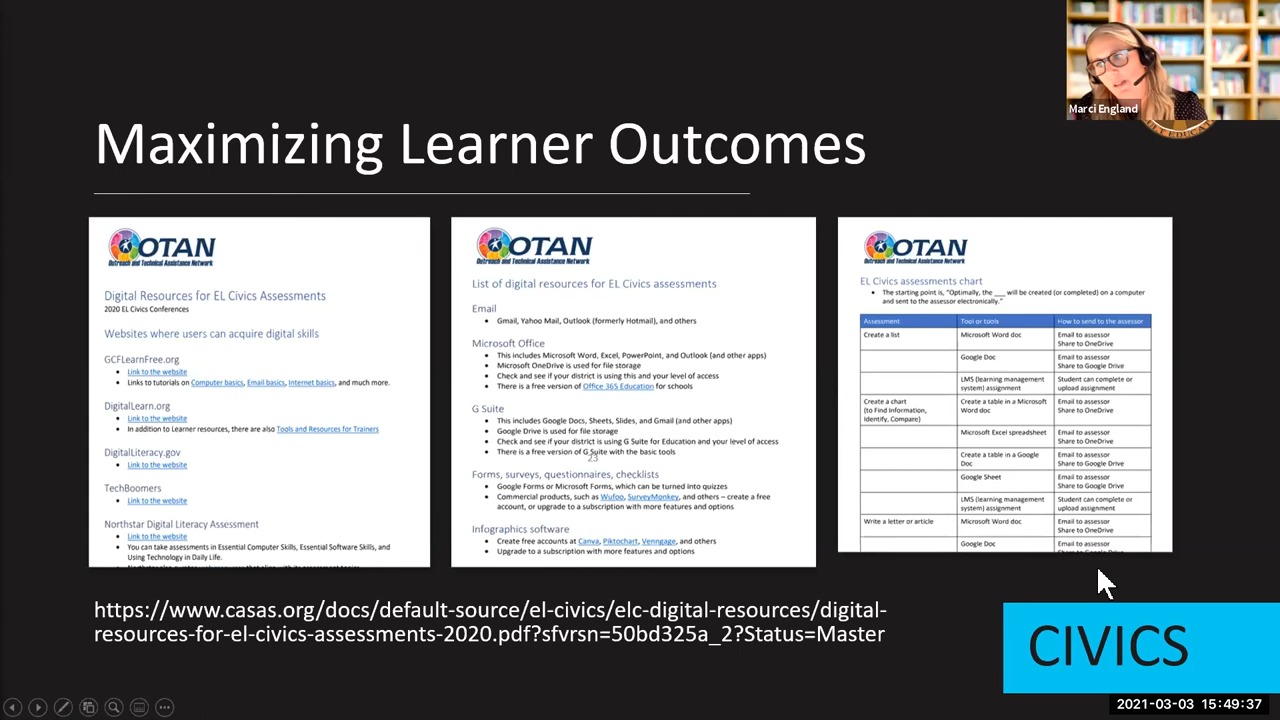 Marci England
Maximizing Learner Outcomes
OTAN
Outreach and Technical Assistance Network
Digital Resources for EL Civics Assessments
2020 EL Civics Conferences
Websites where users can acquire digital skills
GCFLearnFree.org
• Link to the website
• Links to tutorials on Computer basics, Email basics, Internet basics, and much more.
DigitalLearn.org
• Link to the website
• In addition to Learner resources, there are also Tools and Resources for Trainers
DigitalLiteracy.gov
• Link to the website
TechBoomers
• Link to the website
Northstar Digital Literacy Assessment
• Link to the website
• You can take assessments in Essential Computer Skills, Essential Software Skills, and
Using Technology in Daily Life.
OTAN
Outreach and Technical Assistance Network
List of digital resources for EL Civics assessments
Email
• Gmail, Yahoo Mail, Outlook (formerly Hotmail), and others
Microsoft Office
• This includes Microsoft Word, Excel, PowerPoint, and Outlook (and other apps)
• Microsoft OneDrive is used for file storage
• Check and see if your district is using this and your level of access
• There is a free version of Office 365 Education for schools
G Suite
• This includes Google Docs, Sheets, Slides, and Gmail (and other apps)
• Google Drive is used for file storage
• Check and see if your district is using G Suite for Education and your level of access
• There is a free version of G Suite with the basic tools
23
Forms, surveys, questionnaires, checklists
• Google Forms or Microsoft Forms, which can be turned into quizzes
• Commercial products, such as Wufoo, SurveyMonkey, and others – create a free
account, or upgrade to a subscription with more features and options
Infographics software
• Create free accounts at Canva, Piktochart, Venngage, and others
• Upgrade to a subscription with more features and options
OTAN
Outreach and Technical Assistance Network
EL Civics assessments chart
• The starting point is, "Optimally, the ___ will be created (or completed) on a computer
and sent to the assessor electronically."
Assessment Tool or tools How to send to the assessor
Create a list Microsoft Word doc Email to assessor
Share to OneDrive
Google Doc Email to assessor
Share to Google Drive
LMS (learning management Student can complete or
system) assignment upload assignment
Create a chart Create a table in a Microsoft Email to assessor
(to Find Information, Word doc Share to OneDrive
Identify, Compare)
Microsoft Excel spreadsheet Email to assessor
Share to OneDrive
Create a table in a Google Email to assessor
Doc Share to Google Drive
Google Sheet Email to assessor
Share to Google Drive
LMS (learning management Student can complete or
system) assignment upload assignment
Write a letter or article Microsoft Word doc Email to assessor
Share to OneDrive
Google Doc Email to assessor
Share to Google Drive
https://www.casas.org/docs/default-source/el-civics/elc-digital-resources/digital-
resources-for-el-civics-assessments-2020.pdf?sfvrsn=50bd325a_2?Status=Master
CIVICS
2021-03-03 15:49:37